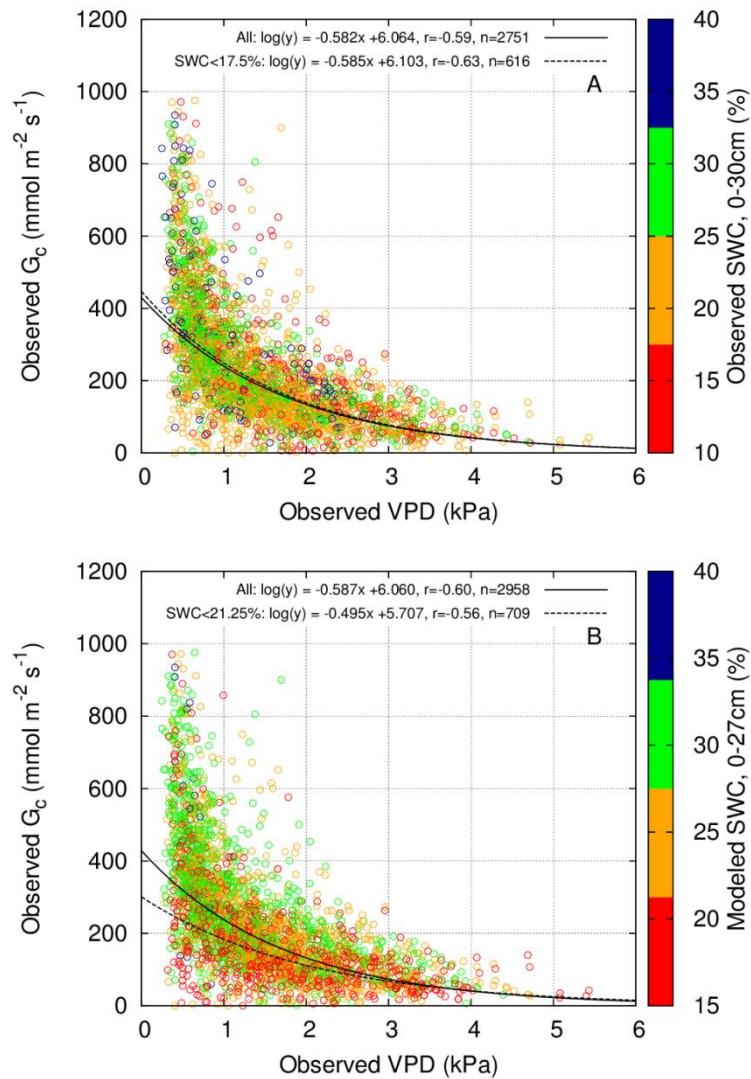 All: log(y) = -0.582x +6.064, r=-0.59, n=2751
SWC<17.5%: log(y) = -0.585x +6.103, r=-0.63, n=616
A
1200
1000
800
600
400
200
0
Observed G_c (mmol m⁻² s⁻¹)
0 1 2 3 4 5 6
Observed VPD (kPa)
40
35
30
25
20
15
10
Observed SWC, 0-30cm (%)
All: log(y) = -0.587x +6.060, r=-0.60, n=2958
SWC<21.25%: log(y) = -0.495x +5.707, r=-0.56, n=709
B
1200
1000
800
600
400
200
0
Observed G_c (mmol m⁻² s⁻¹)
0 1 2 3 4 5 6
Observed VPD (kPa)
40
35
30
25
20
15
Modeled SWC, 0-27cm (%)